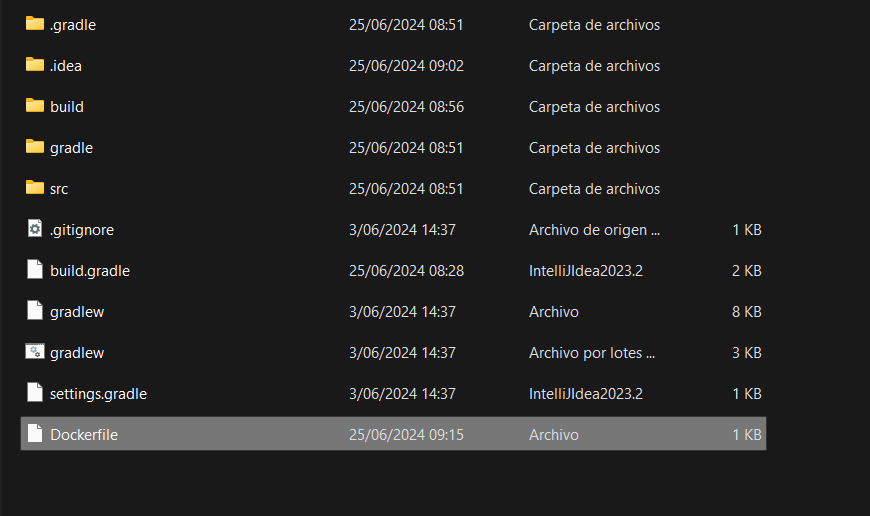 .gradle 25/06/2024 08:51 Carpeta de archivos
.idea 25/06/2024 09:02 Carpeta de archivos
build 25/06/2024 08:56 Carpeta de archivos
gradle 25/06/2024 08:51 Carpeta de archivos
src 25/06/2024 08:51 Carpeta de archivos
.gitignore 3/06/2024 14:37 Archivo de origen ... 1 KB
build.gradle 25/06/2024 08:28 IntelliJIdea2023.2 2 KB
gradlew 3/06/2024 14:37 Archivo 8 KB
gradlew 3/06/2024 14:37 Archivo por lotes ... 3 KB
settings.gradle 3/06/2024 14:37 IntelliJIdea2023.2 1 KB
Dockerfile 25/06/2024 09:15 Archivo 1 KB